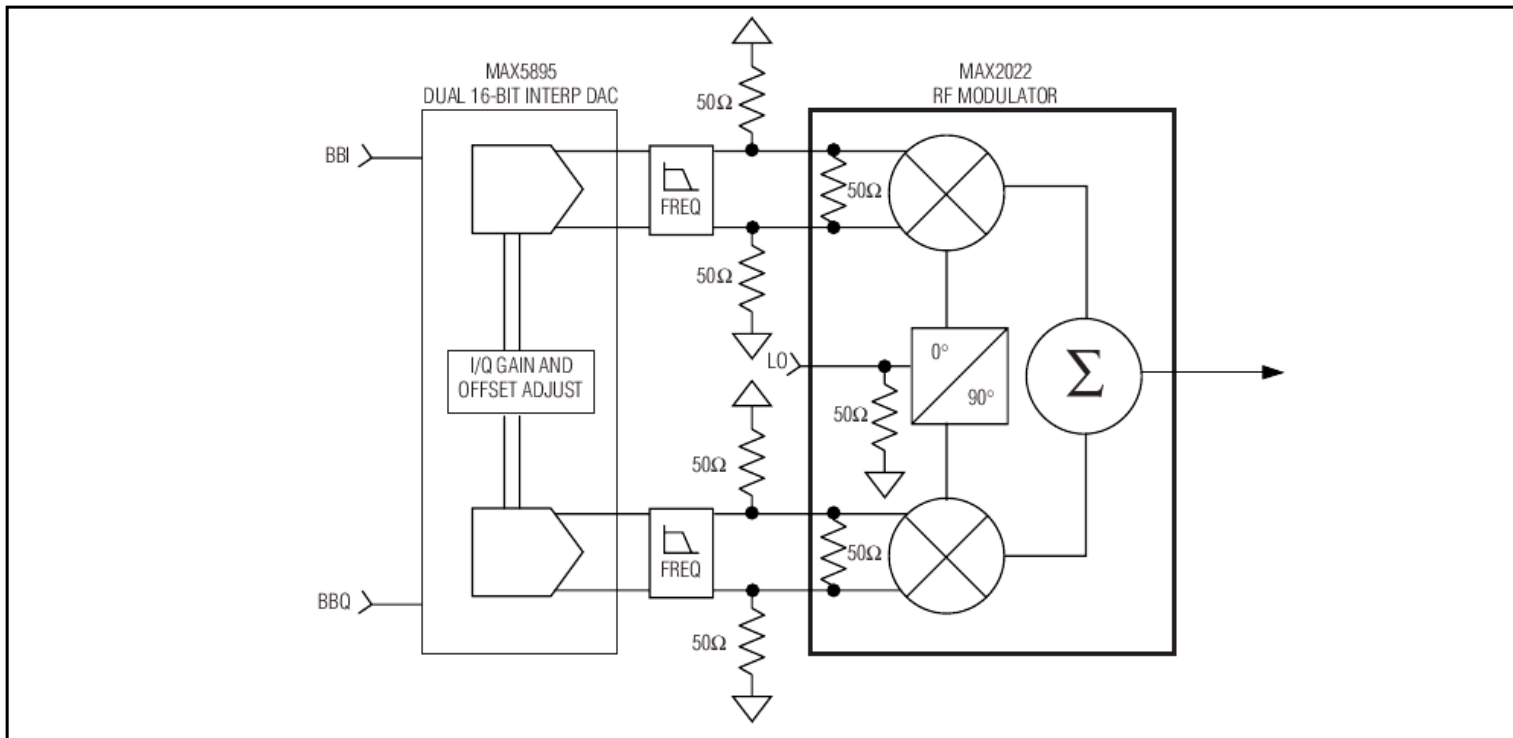 MAX5895
DUAL 16-BIT INTERP DAC
MAX2022
RF MODULATOR
50Ω
BBI
FREQ
50Ω
50Ω
I/Q GAIN AND
OFFSET ADJUST
LO
0°
90°
Σ
50Ω
50Ω
FREQ
50Ω
BBQ
50Ω